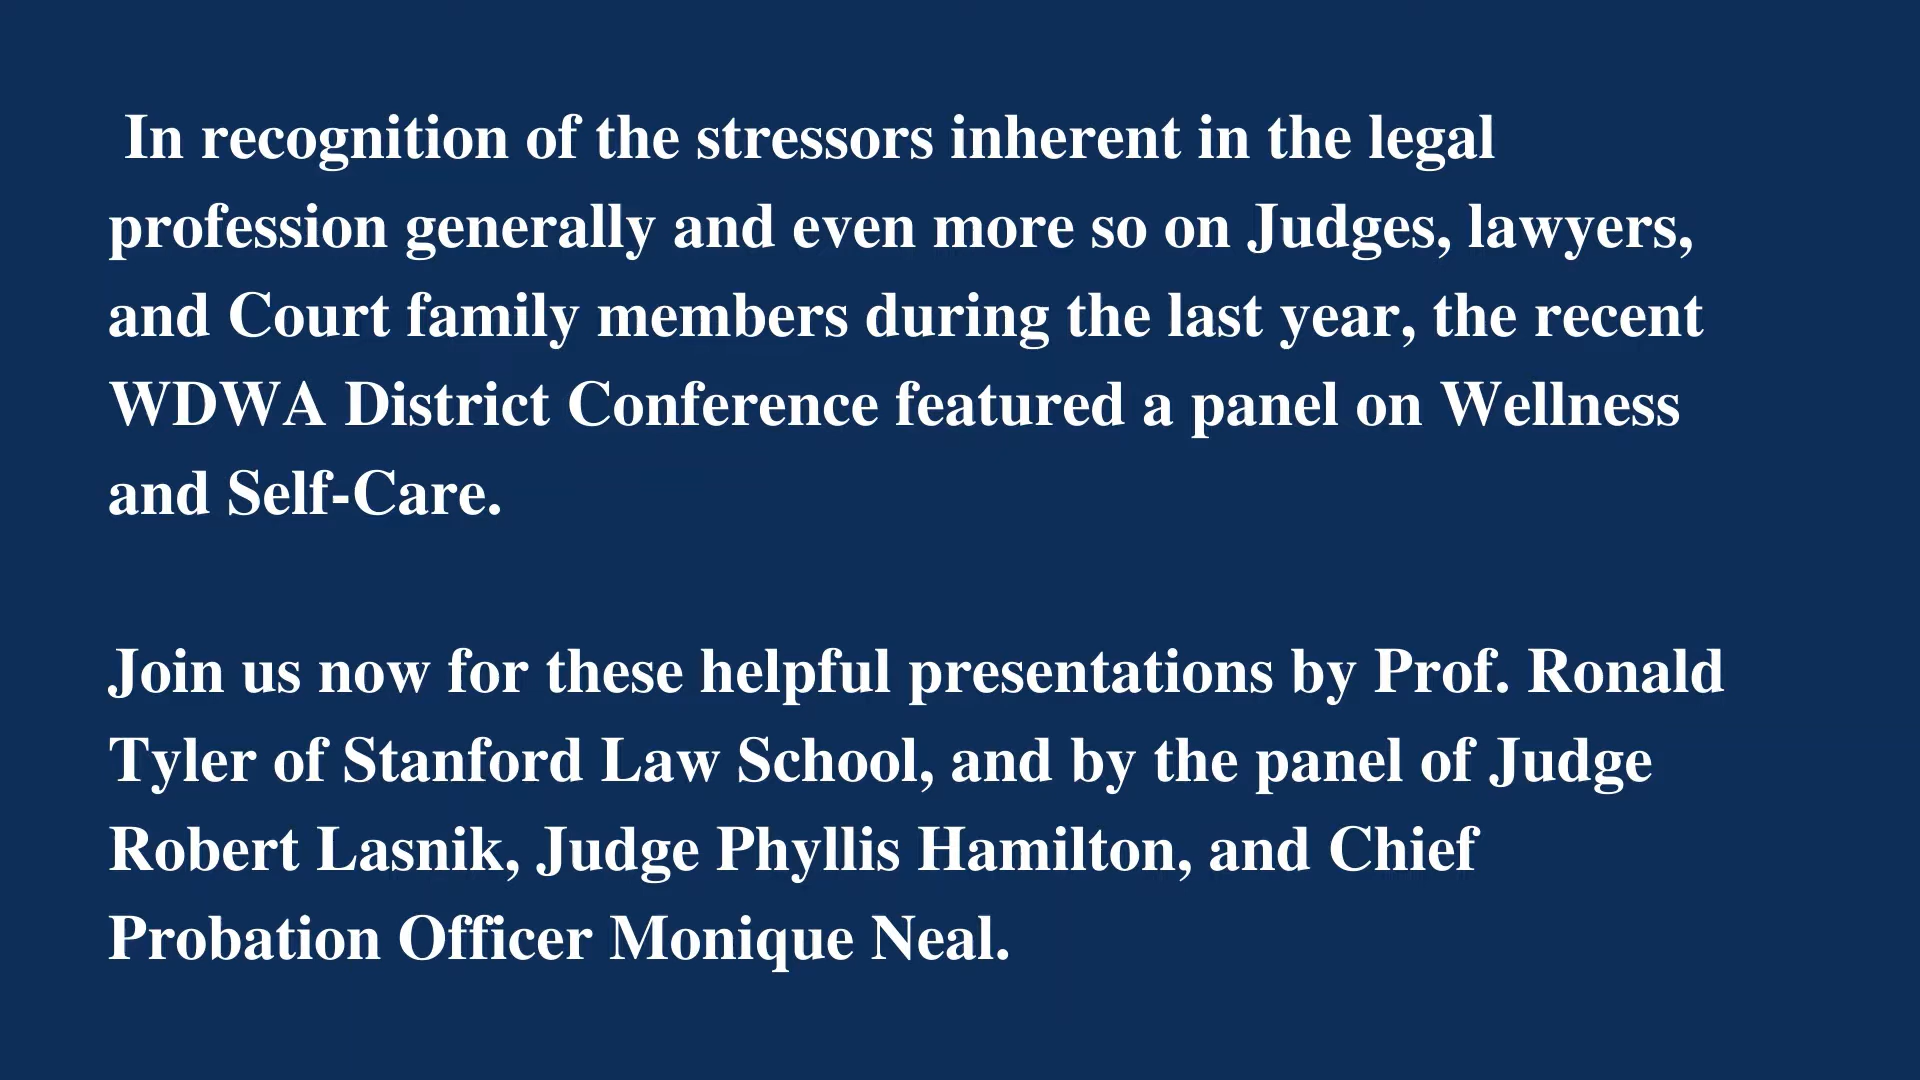 In recognition of the stressors inherent in the legal
profession generally and even more so on Judges, lawyers,
and Court family members during the last year, the recent
WDWA District Conference featured a panel on Wellness
and Self-Care.
Join us now for these helpful presentations by Prof. Ronald
Tyler of Stanford Law School, and by the panel of Judge
Robert Lasnik, Judge Phyllis Hamilton, and Chief
Probation Officer Monique Neal.